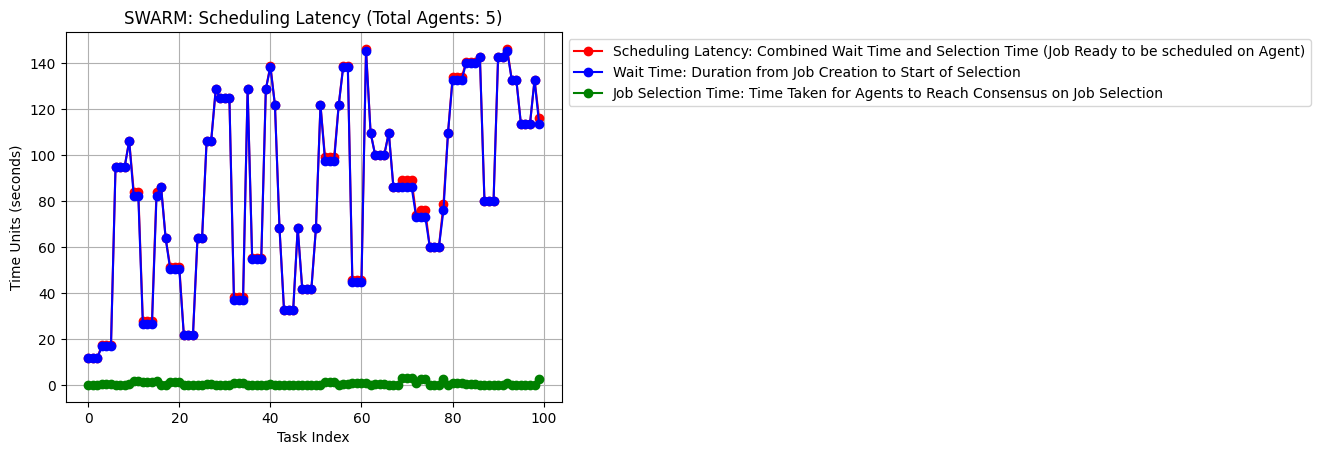 SWARM: Scheduling Latency (Total Agents: 5)
Scheduling Latency: Combined Wait Time and Selection Time (Job Ready to be scheduled on Agent)
Wait Time: Duration from Job Creation to Start of Selection
Job Selection Time: Time Taken for Agents to Reach Consensus on Job Selection
Time Units (seconds)
140
120
100
80
60
40
20
0
0 20 40 60 80 100
Task Index